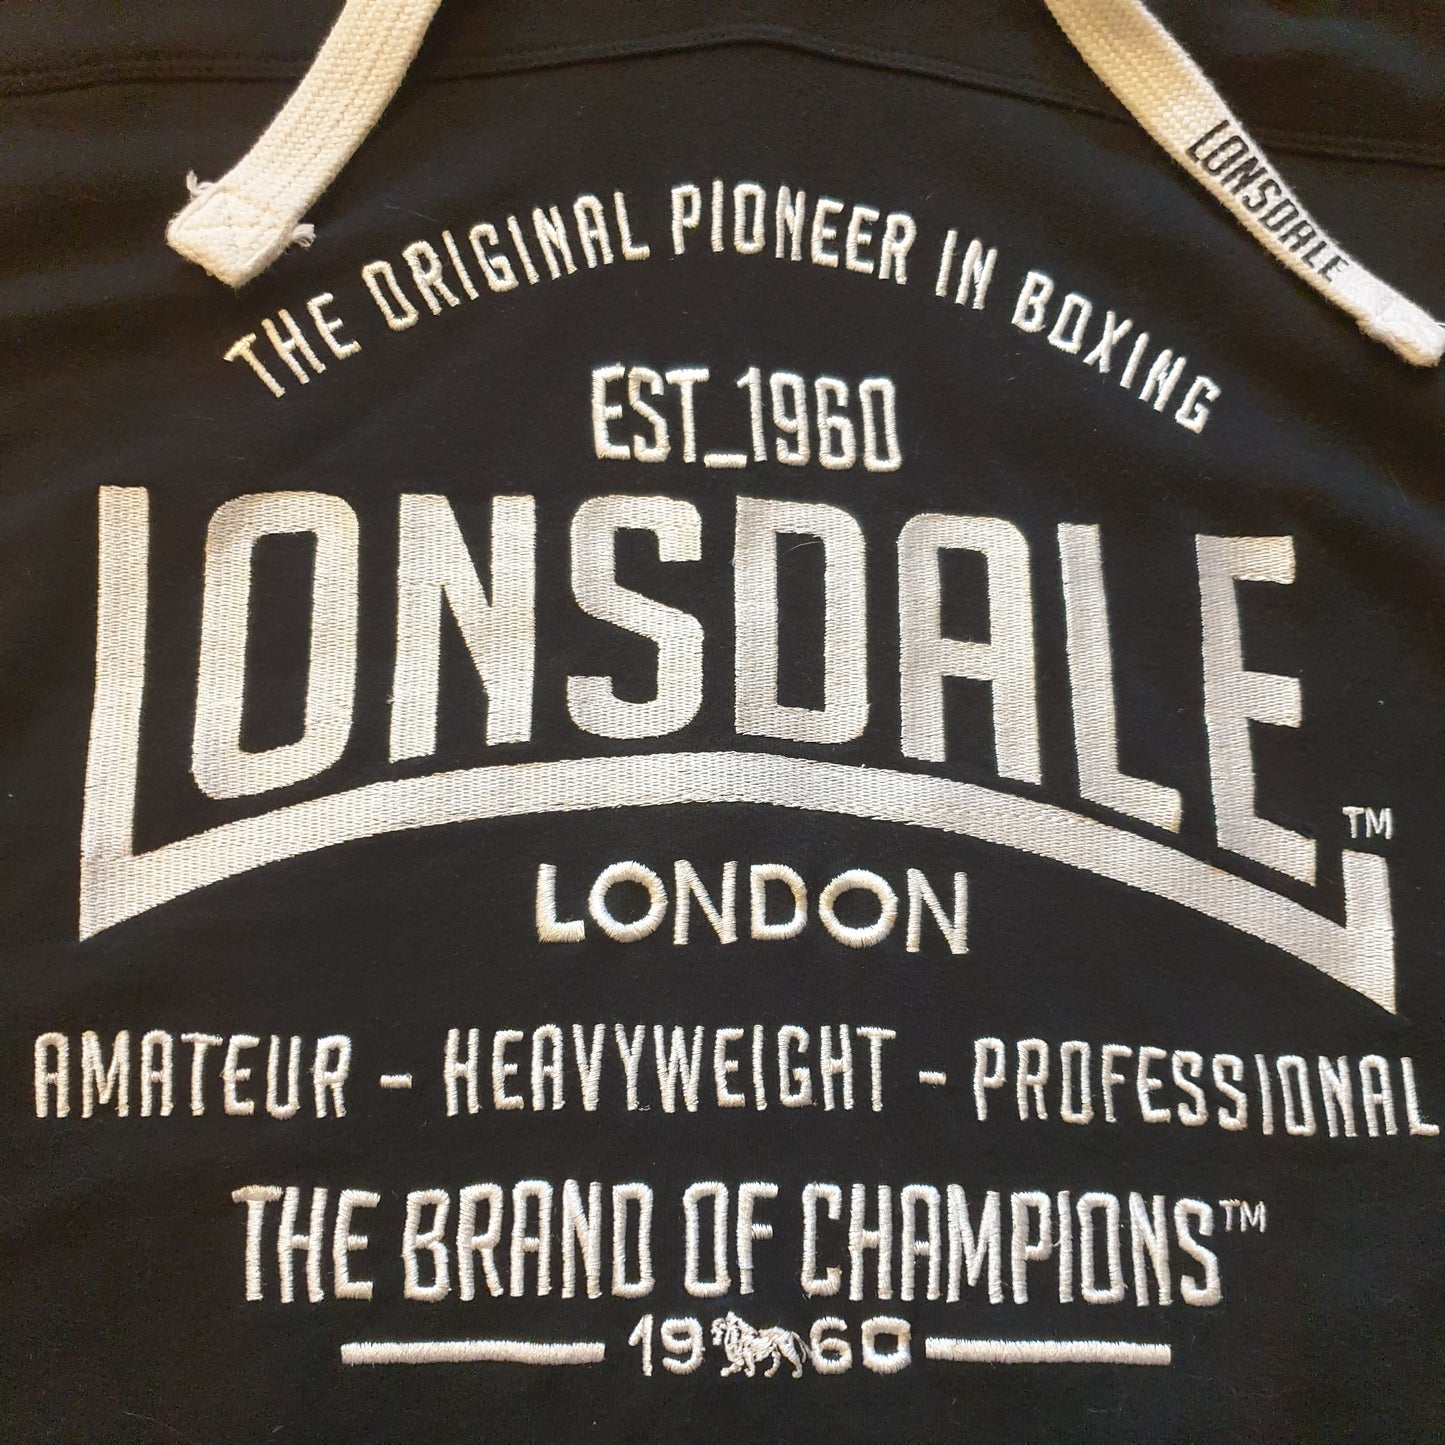 LONSDALE
THE ORIGINAL PIONEER IN BOXING
EST_1960
LONSDALE™
LONDON
AMATEUR - HEAVYWEIGHT - PROFESSIONAL
THE BRAND OF CHAMPIONS™
19 60